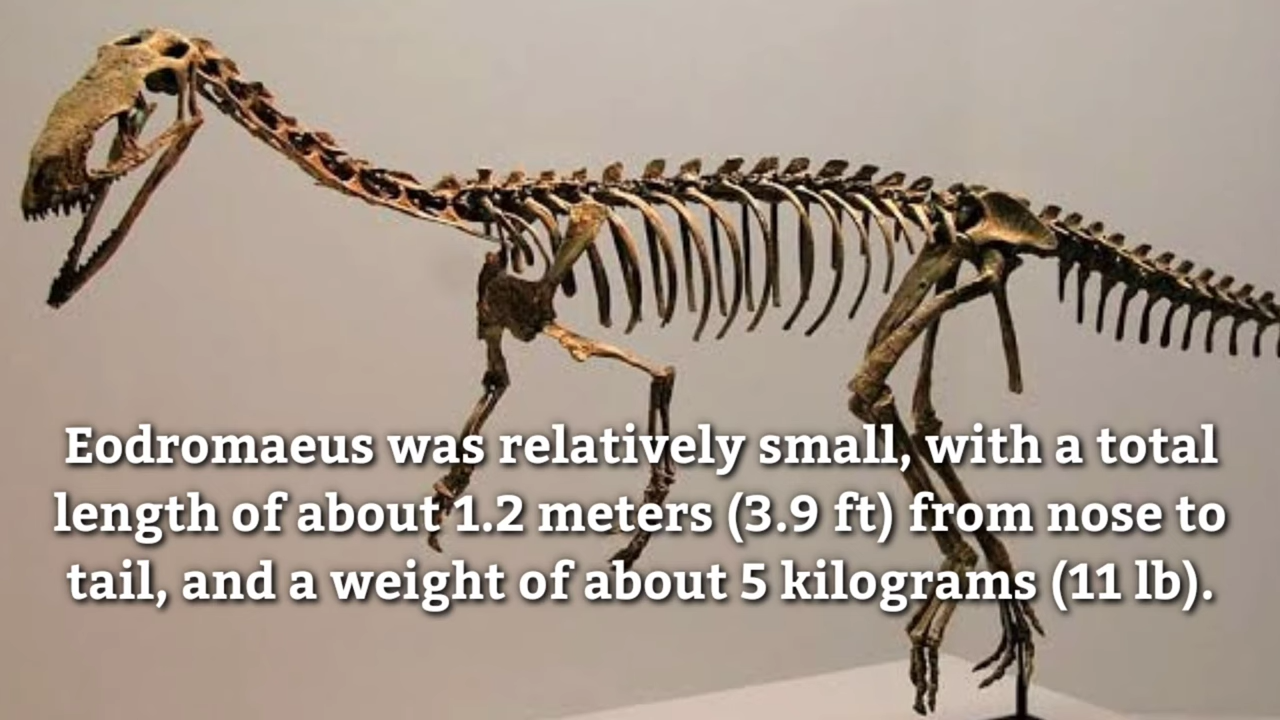 Eodromaeus was relatively small, with a total
length of about 1.2 meters (3.9 ft) from nose to
tail, and a weight of about 5 kilograms (11 lb).